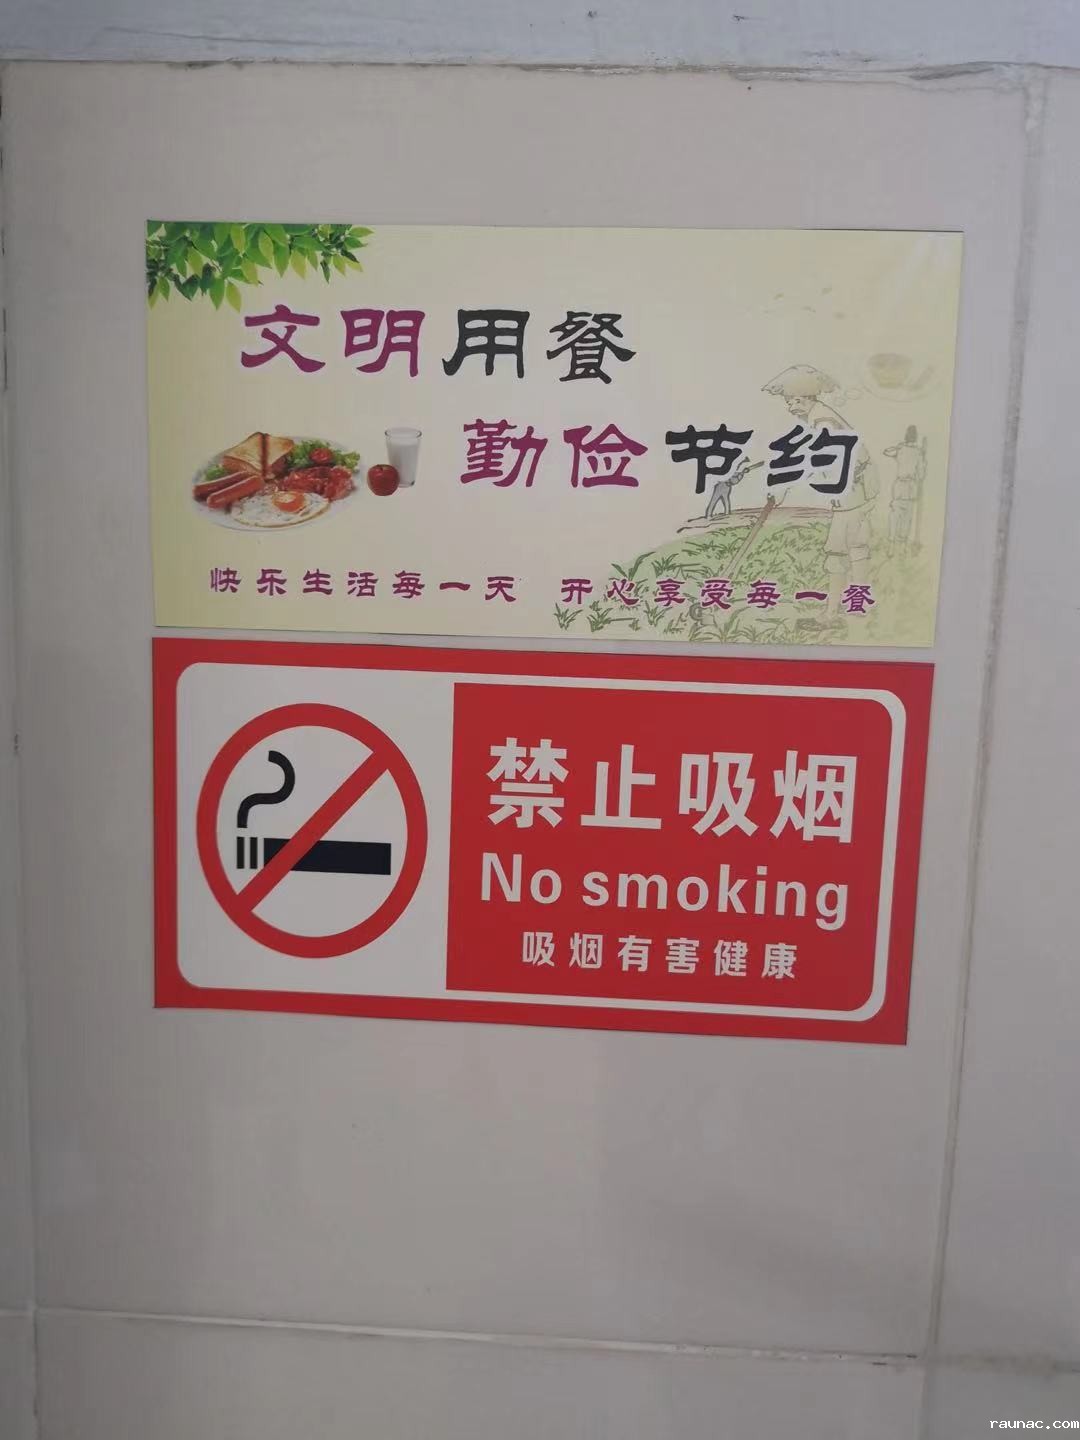 文明用餐
勤俭节约
快乐生活每一天 开心享受每一餐
禁止吸烟
No smoking
吸烟有害健康
raunac.com